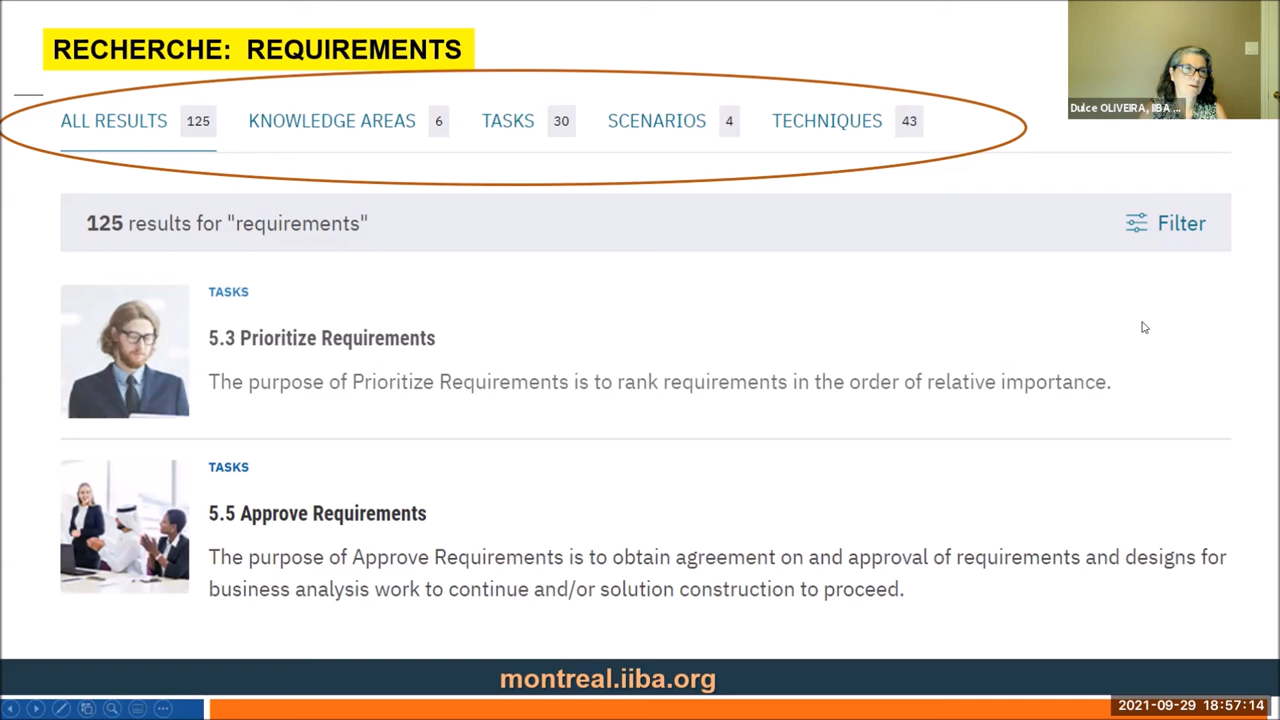 RECHERCHE: REQUIREMENTS
Dulce OLIVEIRA, IIBA ...
ALL RESULTS 125 KNOWLEDGE AREAS 6 TASKS 30 SCENARIOS 4 TECHNIQUES 43
125 results for "requirements" Filter
TASKS
5.3 Prioritize Requirements
The purpose of Prioritize Requirements is to rank requirements in the order of relative importance.
TASKS
5.5 Approve Requirements
The purpose of Approve Requirements is to obtain agreement on and approval of requirements and designs for
business analysis work to continue and/or solution construction to proceed.
montreal.iiba.org
2021-09-29 18:57:14